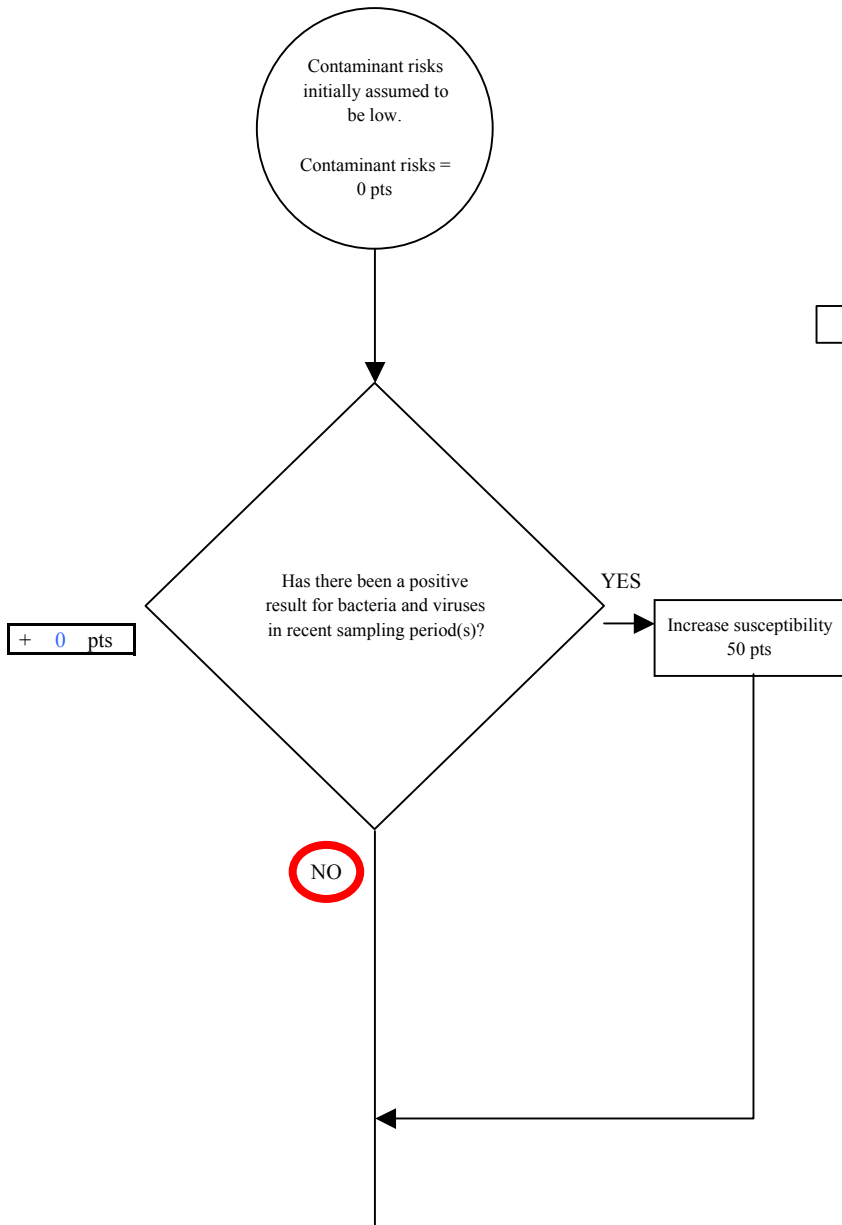 Contaminant risks
initially assumed to
be low.
Contaminant risks =
0 pts
Has there been a positive
result for bacteria and viruses
in recent sampling period(s)?
YES
Increase susceptibility
50 pts
+ 0 pts
NO